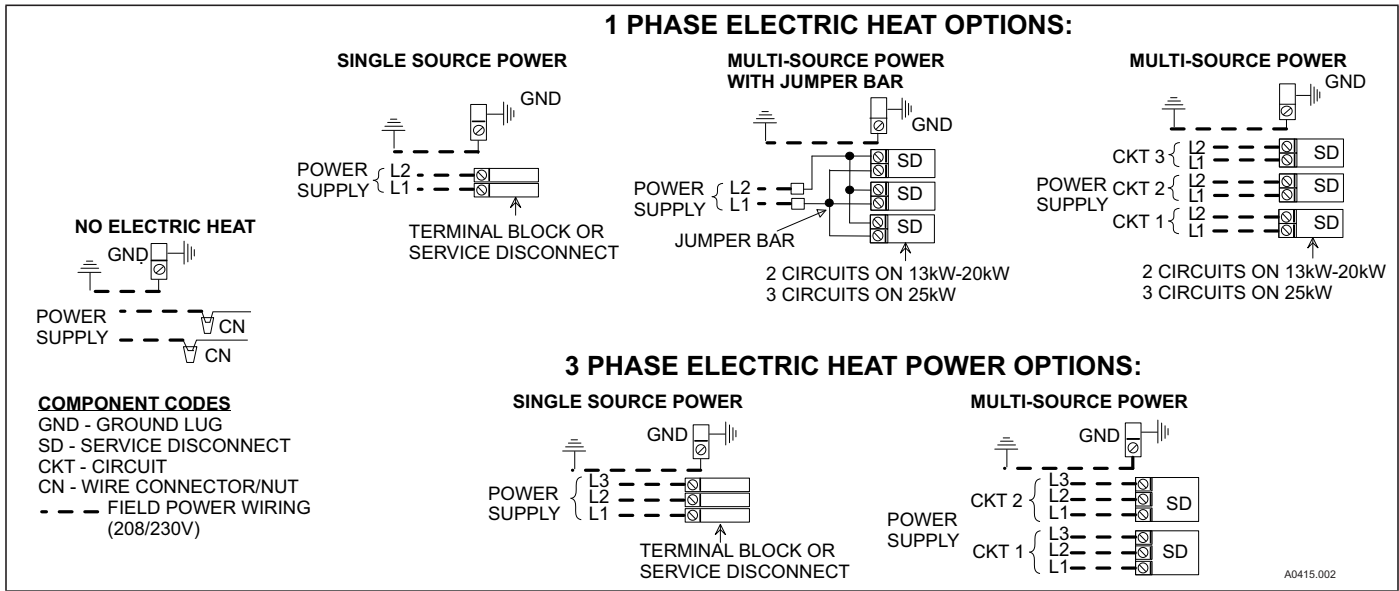 1 PHASE ELECTRIC HEAT OPTIONS:
SINGLE SOURCE POWER
GND
POWER
SUPPLY
L2
L1
TERMINAL BLOCK OR
SERVICE DISCONNECT
MULTI-SOURCE POWER
WITH JUMPER BAR
GND
POWER
SUPPLY
L2
L1
SD
SD
SD
JUMPER BAR
2 CIRCUITS ON 13kW-20kW
3 CIRCUITS ON 25kW
MULTI-SOURCE POWER
GND
POWER
SUPPLY
CKT 3
L2
L1
SD
CKT 2
L2
L1
SD
CKT 1
L2
L1
SD
2 CIRCUITS ON 13kW-20kW
3 CIRCUITS ON 25kW
NO ELECTRIC HEAT
GND
POWER
SUPPLY
CN
CN
COMPONENT CODES
GND - GROUND LUG
SD - SERVICE DISCONNECT
CKT - CIRCUIT
CN - WIRE CONNECTOR/NUT
FIELD POWER WIRING
(208/230V)
3 PHASE ELECTRIC HEAT POWER OPTIONS:
SINGLE SOURCE POWER
GND
POWER
SUPPLY
L3
L2
L1
TERMINAL BLOCK OR
SERVICE DISCONNECT
MULTI-SOURCE POWER
GND
POWER
SUPPLY
CKT 2
L3
L2
L1
SD
CKT 1
L3
L2
L1
SD
A0415.002